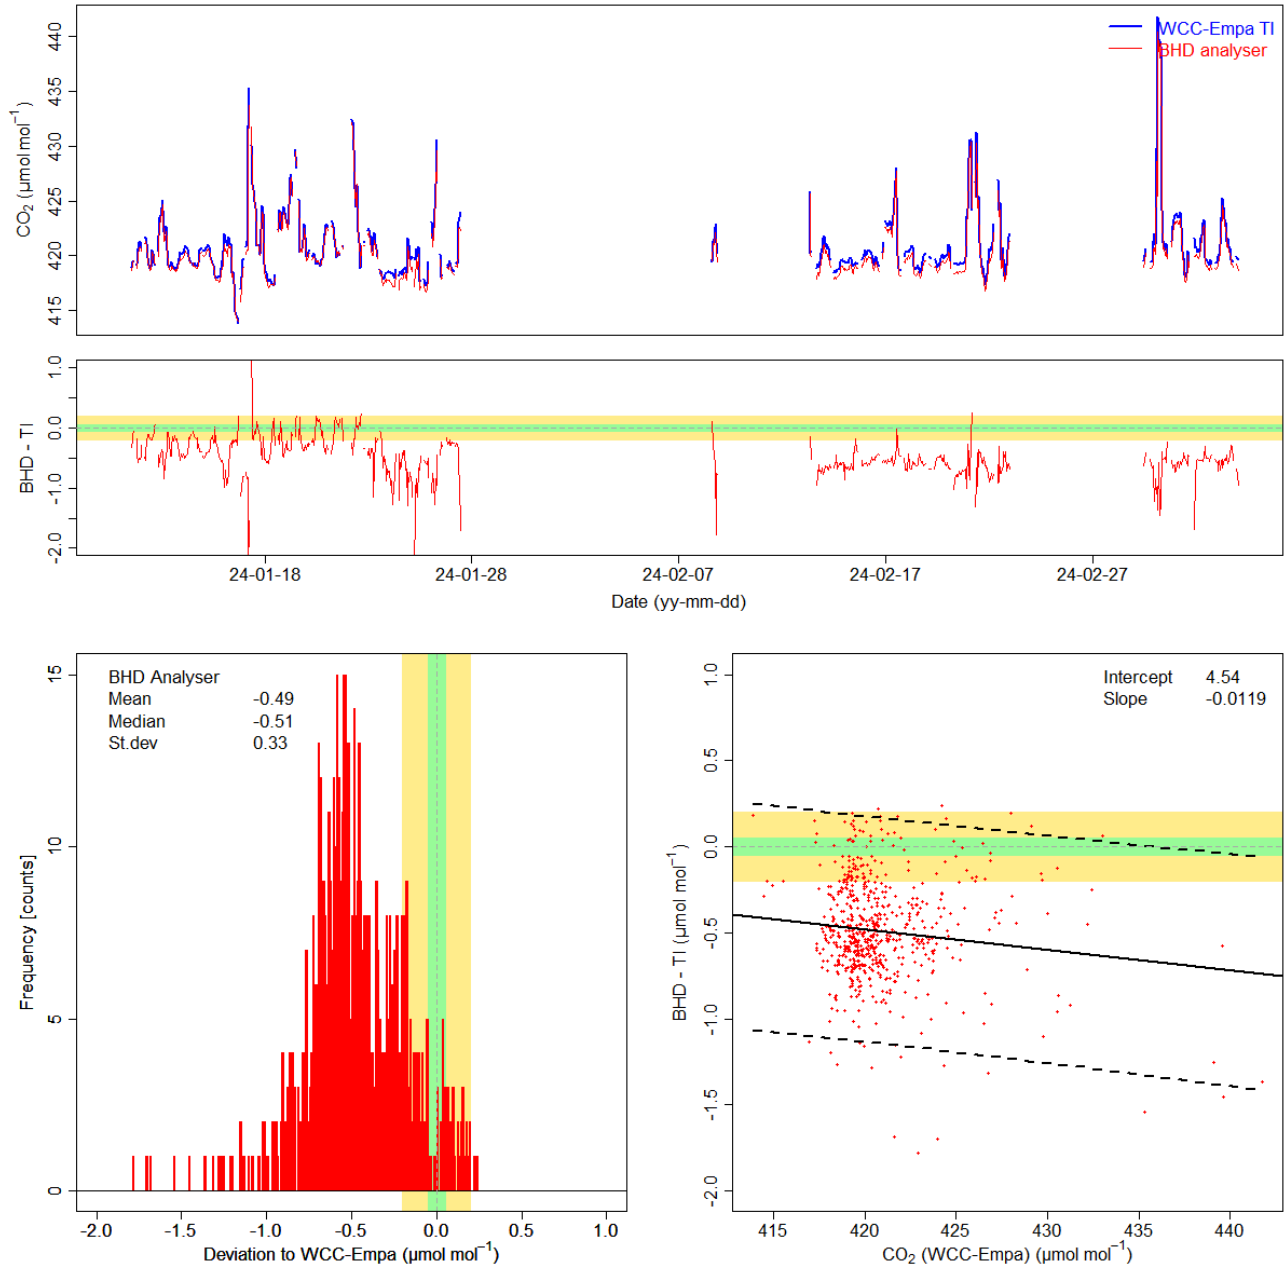 WCC-Empa TI
BHD analyser
CO₂ (µmol mol⁻¹)
440
435
430
425
420
415
BHD - TI
1.0
0.0
-1.0
-2.0
24-01-18
24-01-28
24-02-07
24-02-17
24-02-27
Date (yy-mm-dd)
BHD Analyser
Mean -0.49
Median -0.51
St.dev 0.33
Frequency [counts]
15
10
5
0
-2.0 -1.5 -1.0 -0.5 0.0 0.5 1.0
Deviation to WCC-Empa (µmol mol⁻¹)
Intercept 4.54
Slope -0.0119
BHD - TI (µmol mol⁻¹)
1.0
0.5
0.0
-0.5
-1.0
-1.5
-2.0
415 420 425 430 435 440
CO₂ (WCC-Empa) (µmol mol⁻¹)